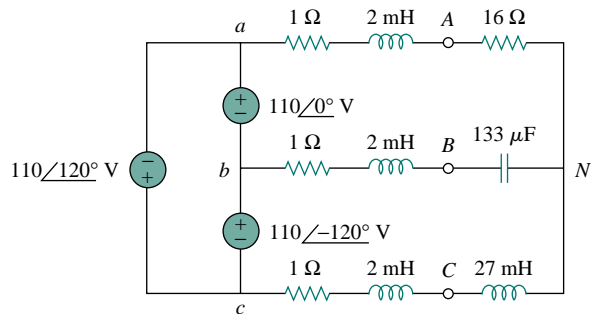 a 1 Ω 2 mH A 16 Ω
+
−
110/0° V
110/120° V
−
+
b 1 Ω 2 mH B 133 μF
N
+
−
110/−120° V
c 1 Ω 2 mH C 27 mH